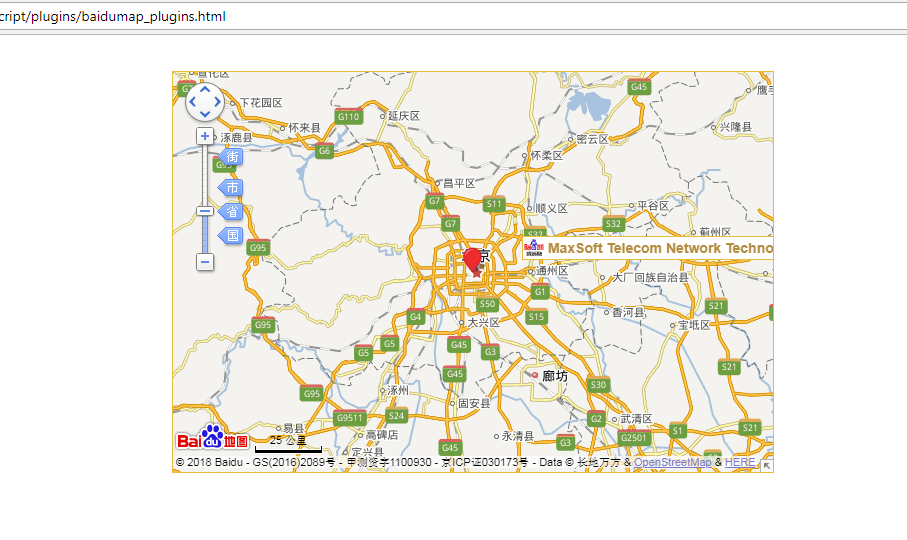 cript/plugins/baidumap_plugins.html
宣化区
G45
鹰手
下花园区
G110
延庆区
怀来县
兴隆县
涿鹿县
密云区
街
G6
怀柔区
市
昌平区
G7
S11
省
顺义区
平谷区
G7
S32
国
S32
蓟州区
G95
MaxSoft Telecom Network Techno
京
通州区
大厂回族自治县
G1
S50
S21
G4
S15
香河县
G95
大兴区
宝坻区
G5
G5
G45
G3
S21
G45
廊坊
S30
G95
涿州
固安县
G9511
S24
G2
武清区
易县
高碑店
永清县
S1
S21
Bai du 地图
25 公里
G45
G3
G2501
定兴县
© 2018 Baidu - GS(2016)2089号 - 甲测资字1100930 - 京ICP证030173号 - Data © 长地万方 & OpenStreetMap & HERE